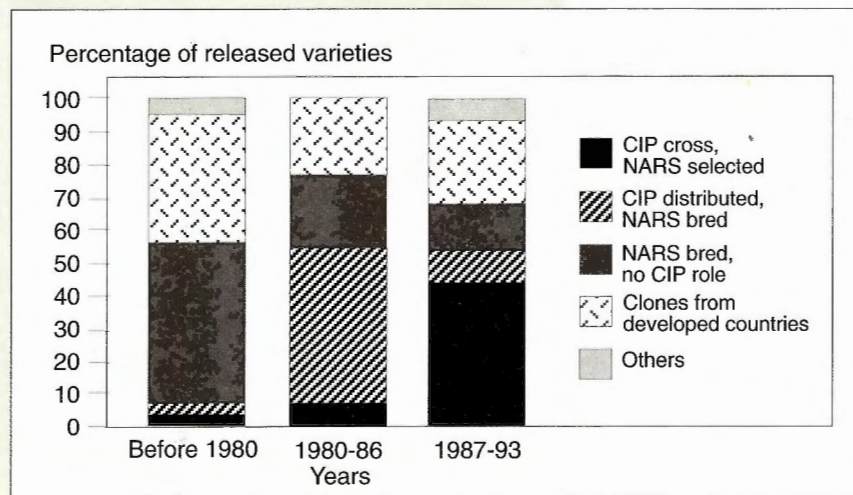 Percentage of released varieties
100
90
80
70
60
50
40
30
20
10
0
Before 1980
1980-86
1987-93
Years
CIP cross,
NARS selected
CIP distributed,
NARS bred
NARS bred,
no CIP role
Clones from
developed countries
Others